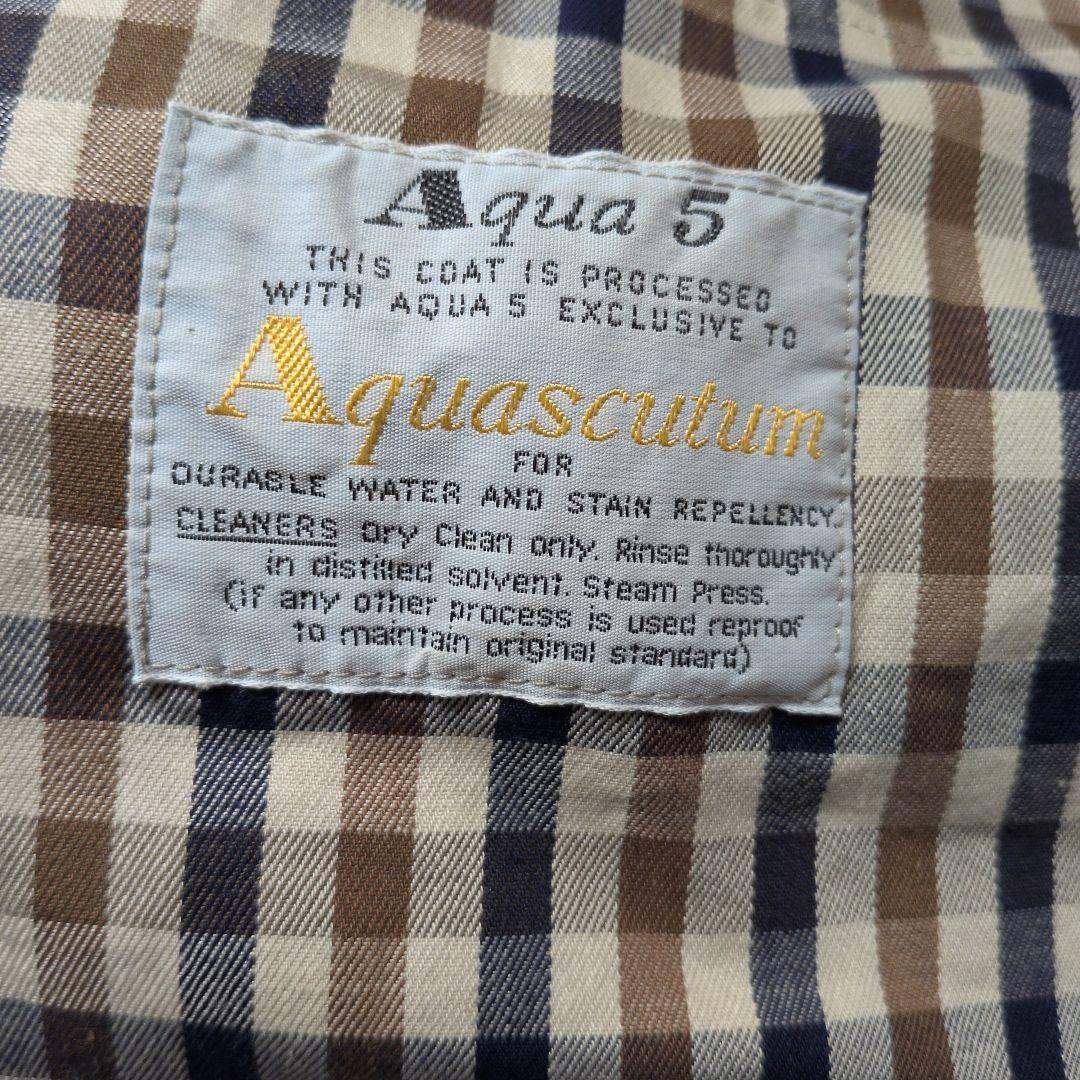 Aqua 5
THIS COAT IS PROCESSED
WITH AQUA 5 EXCLUSIVE TO
Aquascutum
FOR
DURABLE WATER AND STAIN REPELLENCY.
CLEANERS Dry Clean only. Rinse thoroughly
in distilled solvent. Steam Press.
(if any other process is used reproof
to maintain original standard)